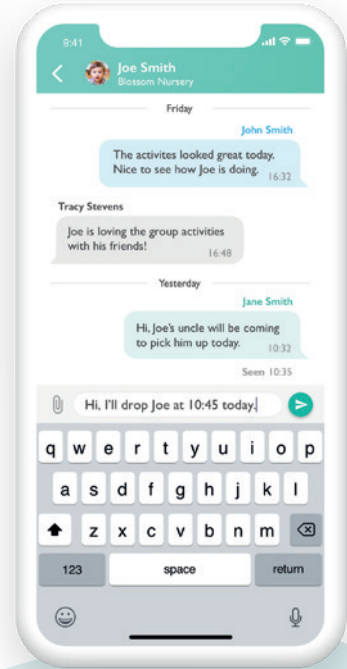 9:41
Joe Smith
Blossom Nursery
Friday
John Smith
The activites looked great today.
Nice to see how Joe is doing.
16:32
Tracy Stevens
Joe is loving the group activities
with his friends!
16:48
Yesterday
Jane Smith
Hi, Joe's uncle will be coming
to pick him up today.
10:32
Seen 10:35
Hi, I'll drop Joe at 10:45 today.
q w e r t y u i o p
a s d f g h j k l
z x c v b n m
123 space return